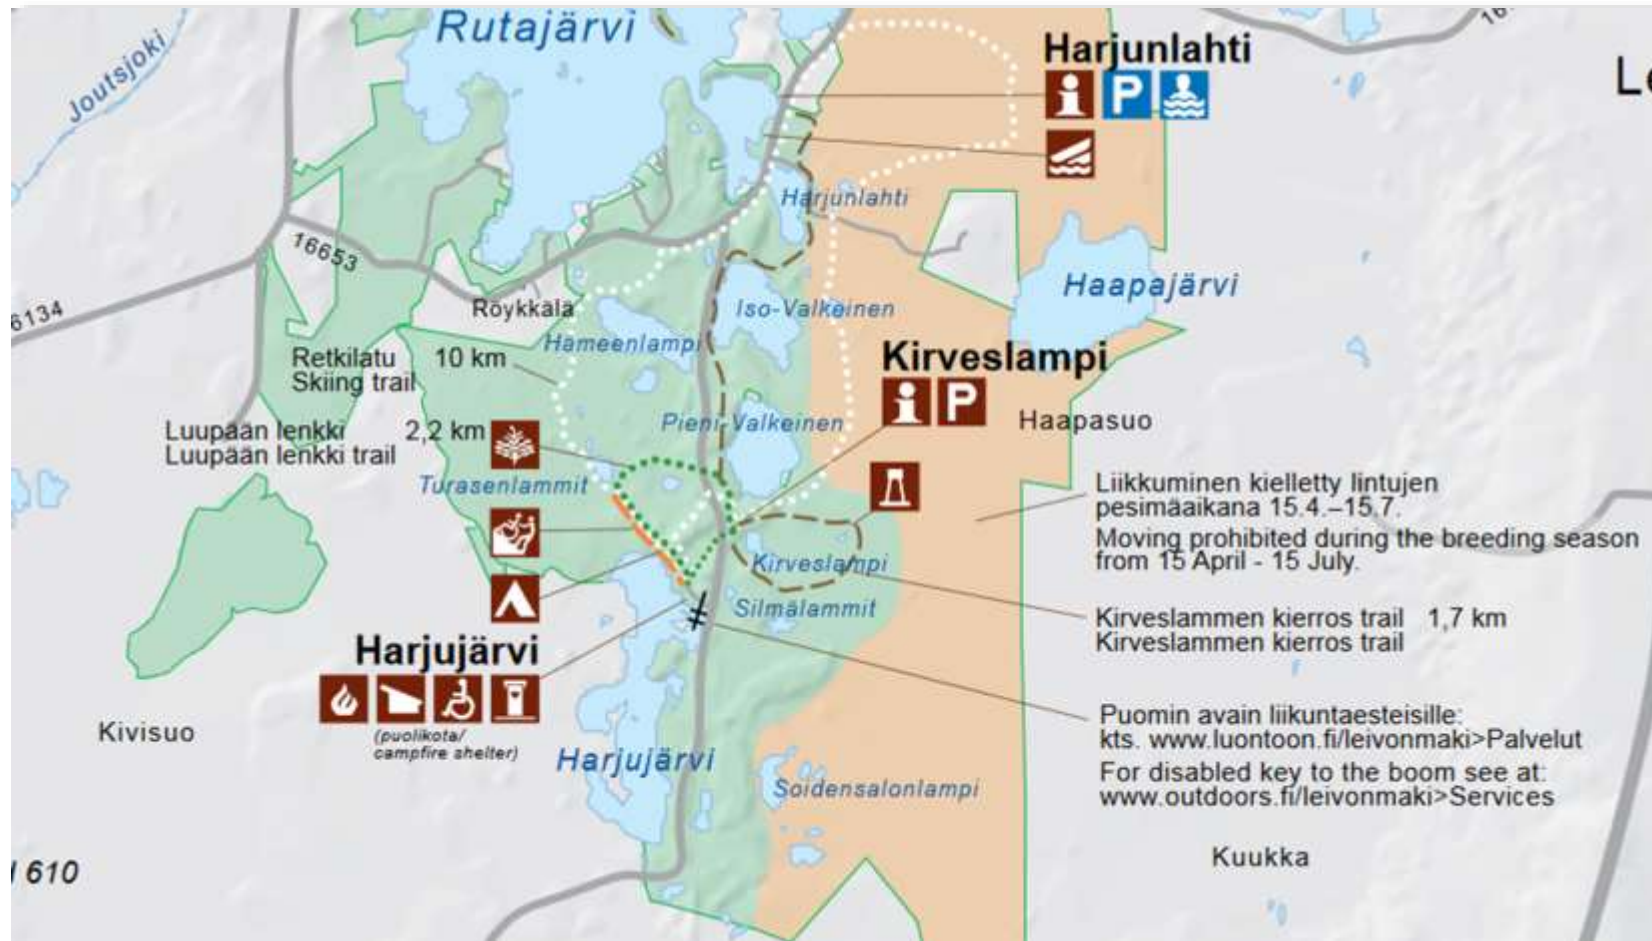 Rutajärvi
Joutsjoki
Harjunlahti
P
Harjunlahti
16653
6134
Haapajärvi
Röykkälä
Iso-Valkeinen
Hämeenlampi
Retkilatu 10 km
Skiing trail
Kirveslampi
P
Haapasuo
Pieni-Valkeinen
Luupään lenkki 2,2 km
Luupään lenkki trail
Turasenlammit
Liikkuminen kielletty lintujen
pesimäaikana 15.4.–15.7.
Moving prohibited during the breeding season
from 15 April - 15 July.
Kirveslampi
Silmälammit
Kirveslammen kierros trail 1,7 km
Kirveslammen kierros trail
Harjujärvi
(puolikota/
campfire shelter)
Kivisuo
Harjujärvi
Puomin avain liikuntaesteisille:
kts. www.luontoon.fi/leivonmaki>Palvelut
For disabled key to the boom see at:
www.outdoors.fi/leivonmaki>Services
Soidensalonlampi
Kuukka
610